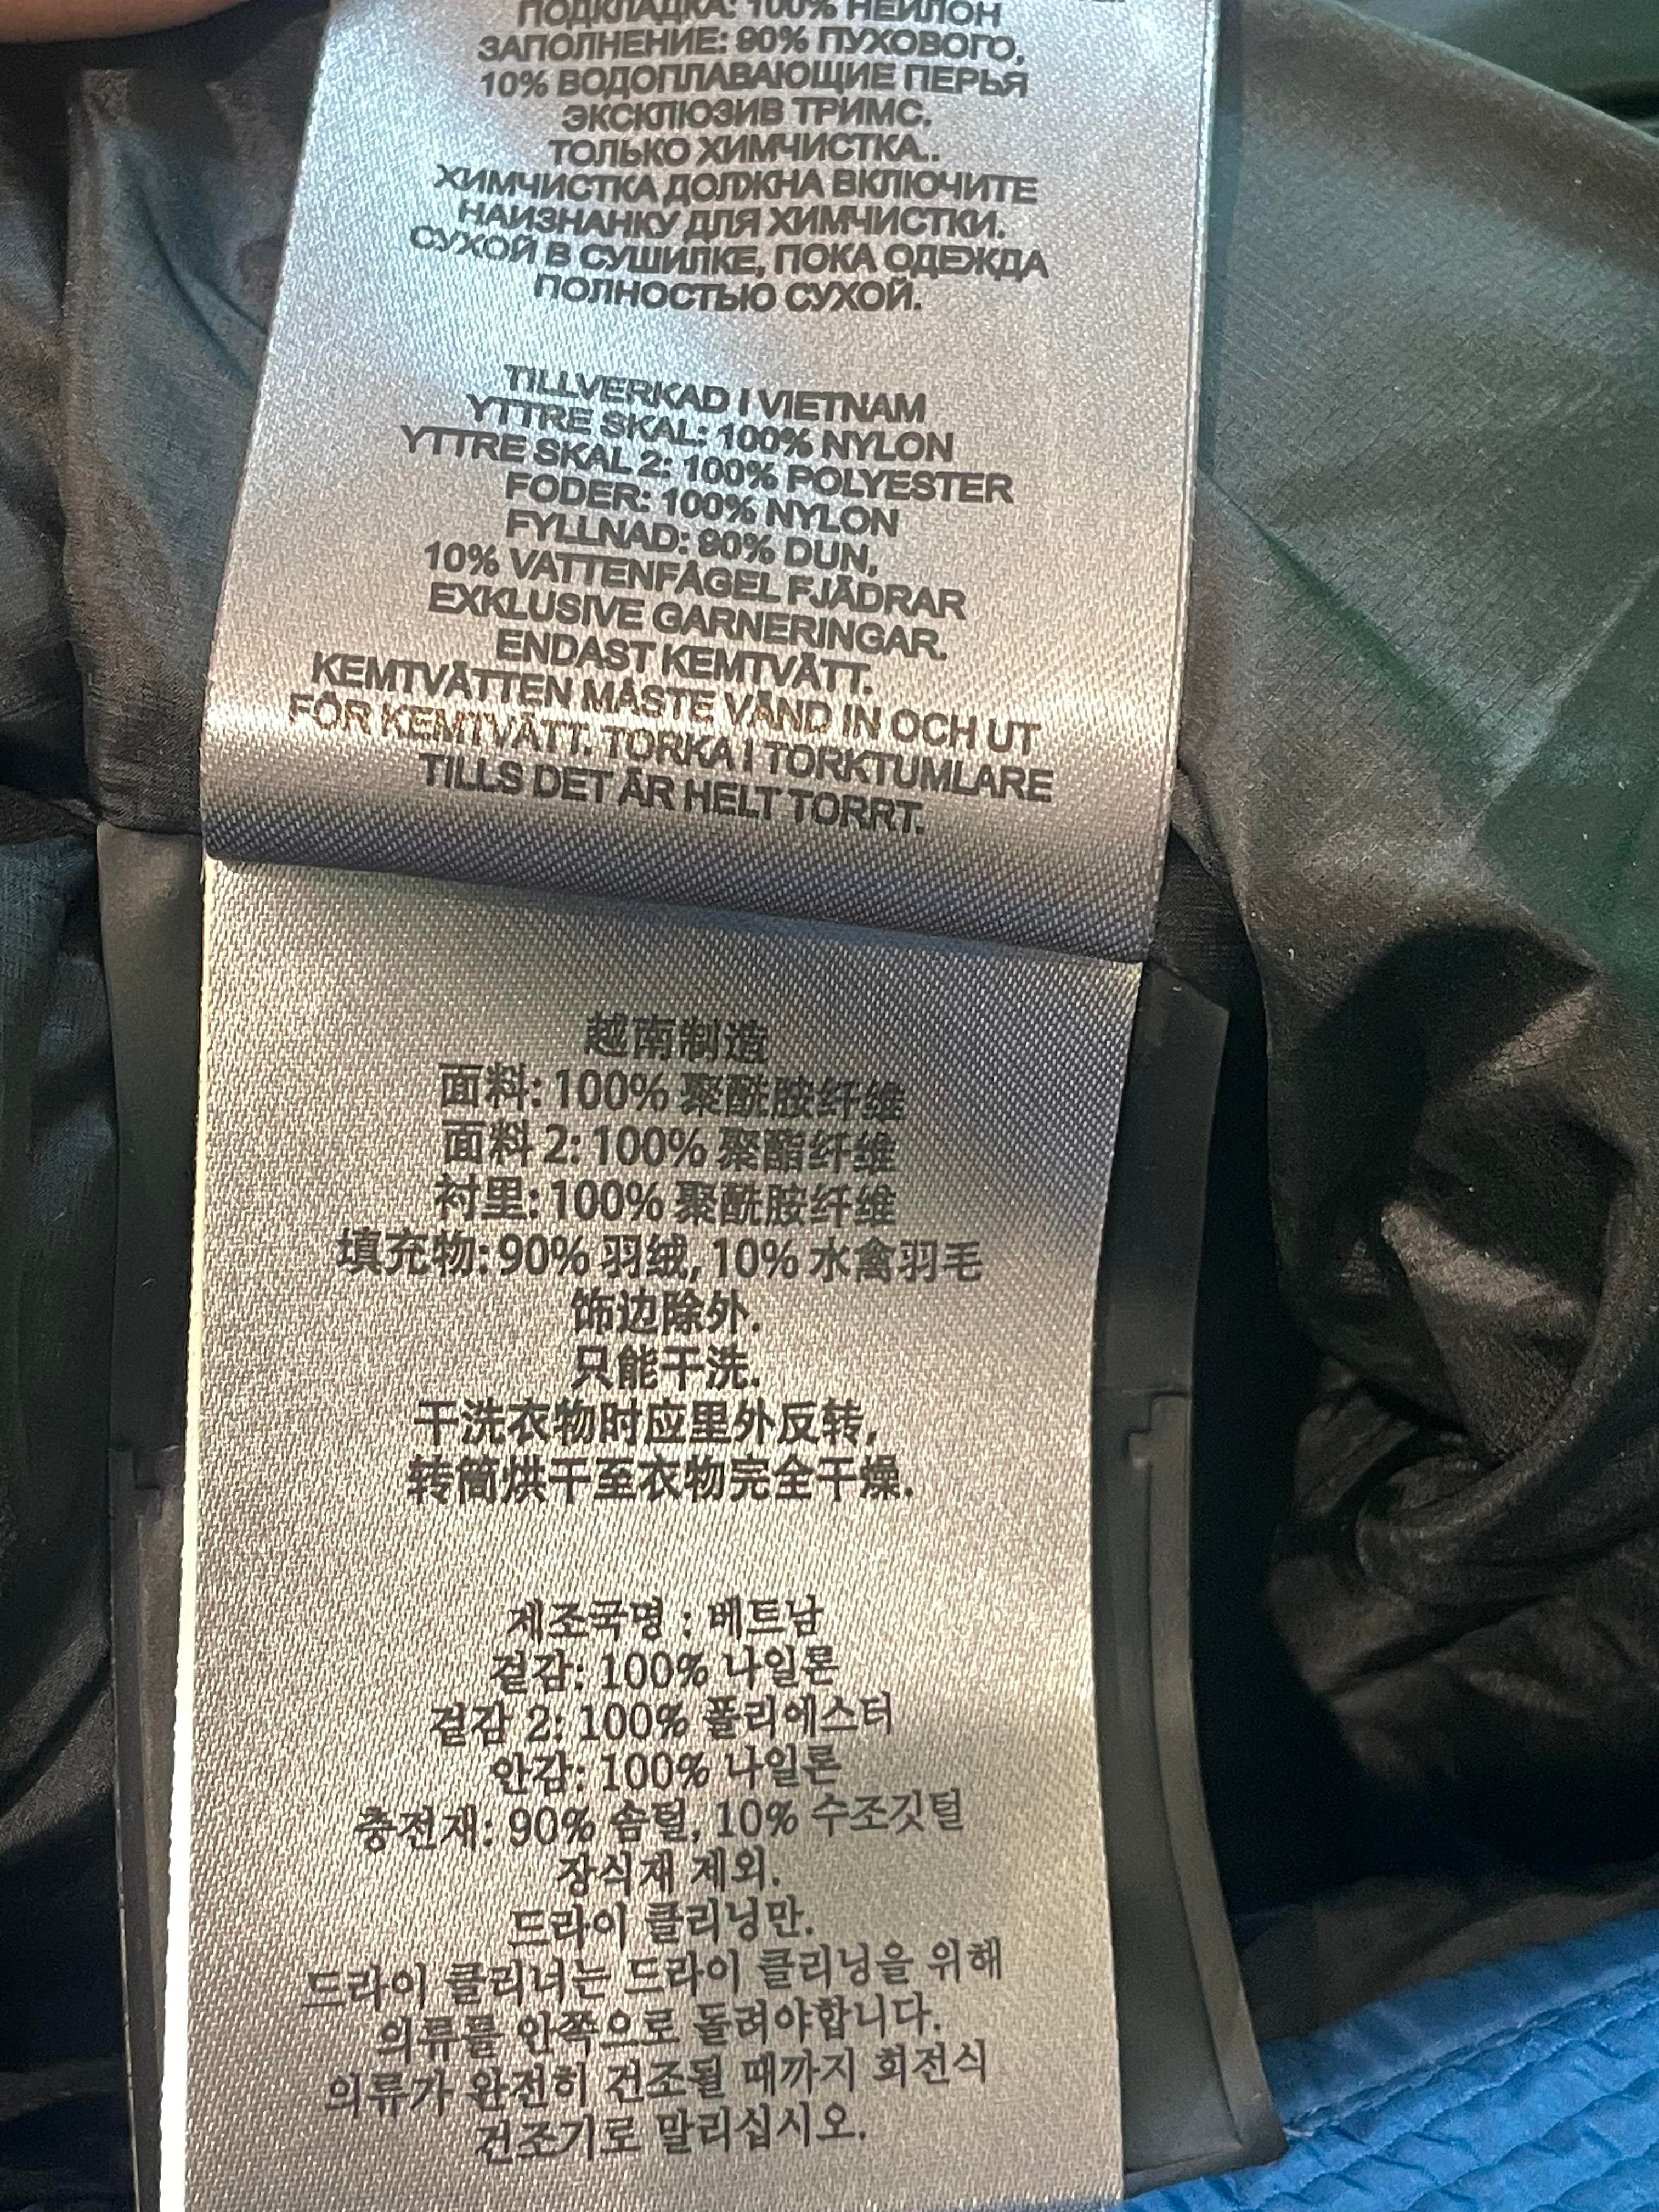 ПОДКЛАДКА: 100% НЕЙЛОН
ЗАПОЛНЕНИЕ: 90% ПУХОВОГО,
10% ВОДОПЛАВАЮЩИЕ ПЕРЬЯ
ЭКСКЛЮЗИВ ТРИМС.
ТОЛЬКО ХИМЧИСТКА..
ХИМЧИСТКА ДОЛЖНА ВКЛЮЧИТЕ
НАИЗНАНКУ ДЛЯ ХИМЧИСТКИ.
СУХОЙ В СУШИЛКЕ, ПОКА ОДЕЖДА
ПОЛНОСТЬЮ СУХОЙ.
TILLVERKAD I VIETNAM
YTTRE SKAL: 100% NYLON
YTTRE SKAL 2: 100% POLYESTER
FODER: 100% NYLON
FYLLNAD: 90% DUN,
10% VATTENFÅGEL FJÄDRAR
EXKLUSIVE GARNERINGAR.
ENDAST KEMTVÄTT.
KEMTVÄTTEN MÅSTE VÄND IN OCH UT
FÖR KEMTVÄTT. TORKA I TORKTUMLARE
TILLS DET ÄR HELT TORRT.
越南制造
面料: 100% 聚酰胺纤维
面料 2: 100% 聚酯纤维
衬里: 100% 聚酰胺纤维
填充物: 90% 羽绒, 10% 水禽羽毛
饰边除外.
只能干洗.
干洗衣物时应里外反转,
转筒烘干至衣物完全干燥.
제조국명 : 베트남
겉감: 100% 나일론
겉감 2: 100% 폴리에스터
안감: 100% 나일론
충전재: 90% 솜털, 10% 수조깃털
장식재 제외.
드라이 클리닝만.
드라이 클리너는 드라이 클리닝을 위해
의류를 안쪽으로 돌려야합니다.
의류가 완전히 건조될 때까지 회전식
건조기로 말리십시오.